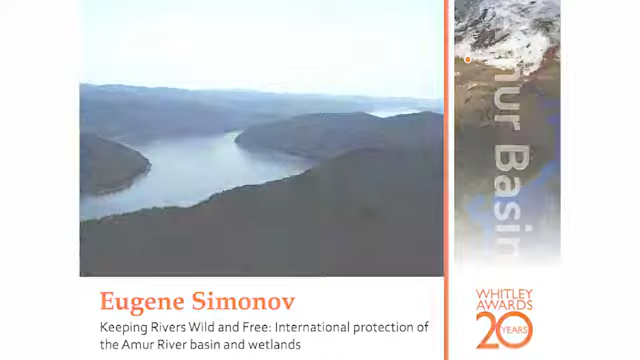 Eugene Simonov
Keeping Rivers Wild and Free: International protection of
the Amur River basin and wetlands
mur Basin
WHITLEY
AWARDS
20 YEARS